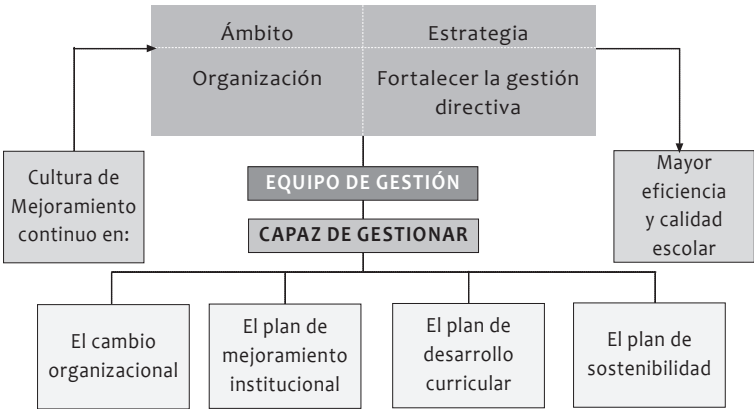 Ámbito
Estrategia
Organización
Fortalecer la gestión
directiva
Cultura de
Mejoramiento
continuo en:
EQUIPO DE GESTIÓN
CAPAZ DE GESTIONAR
Mayor
eficiencia
y calidad
escolar
El cambio
organizacional
El plan de
mejoramiento
institucional
El plan de
desarrollo
curricular
El plan de
sostenibilidad